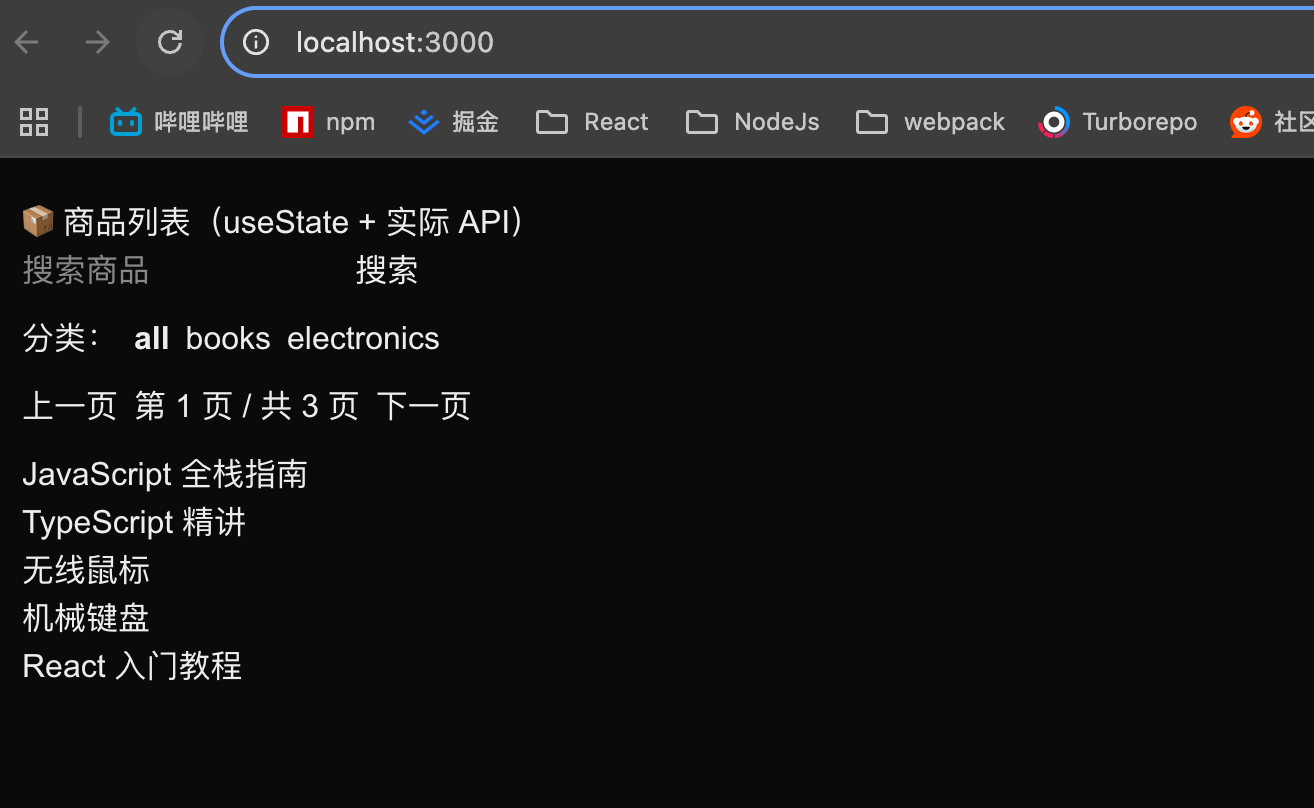 localhost:3000
哔哩哔哩 npm 掘金 React NodeJs webpack Turborepo 社区
📦 商品列表（useState + 实际 API）
搜索商品 搜索
分类： all books electronics
上一页 第 1 页 / 共 3 页 下一页
JavaScript 全栈指南
TypeScript 精讲
无线鼠标
机械键盘
React 入门教程